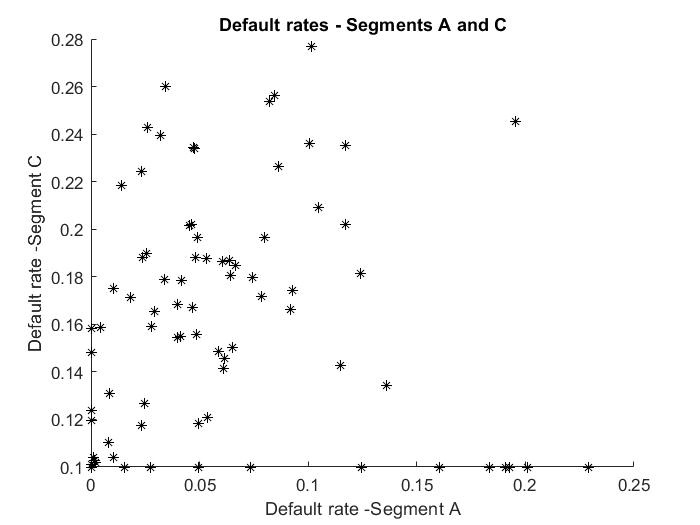 Default rates - Segments A and C
0.28
0.26
0.24
0.22
0.2
0.18
0.16
0.14
0.12
0.1
Default rate -Segment C
0 0.05 0.1 0.15 0.2 0.25
Default rate -Segment A